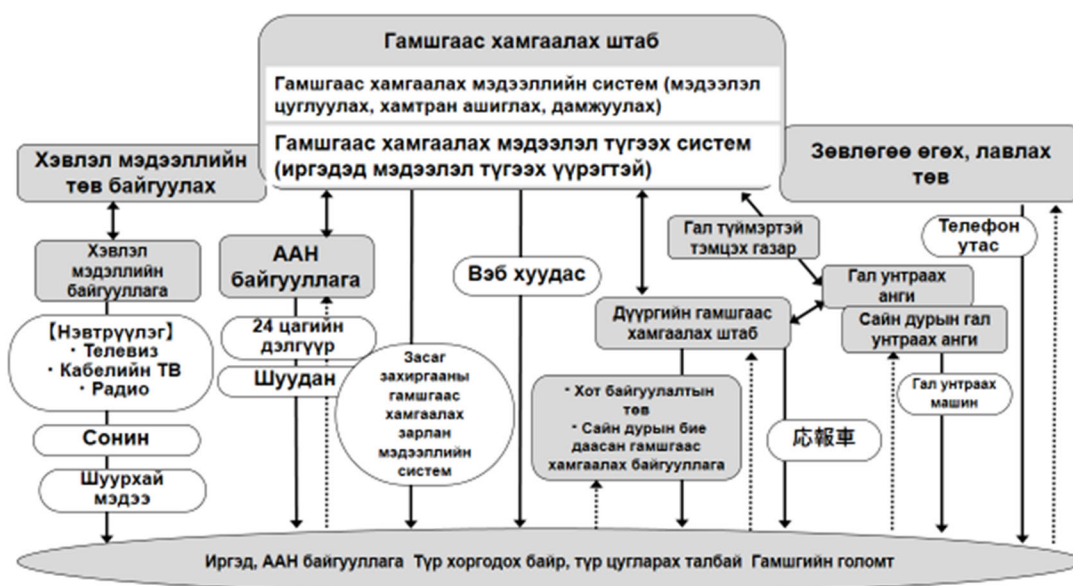 Гамшгаас хамгаалах штаб
Гамшгаас хамгаалах мэдээллийн систем (мэдээлэл
цуглуулах, хамтран ашиглах, дамжуулах)
Гамшгаас хамгаалах мэдээлэл түгээх систем
(иргэдэд мэдээлэл түгээх үүрэгтэй)
Хэвлэл мэдээллийн
төв байгуулах
Зөвлөгөө өгөх, лавлах
төв
Хэвлэл
мэдэллийн
байгууллага
ААН
байгууллага
Гал түймэртэй
тэмцэх газар
Телефон
утас
Вэб хуудас
Гал унтраах
анги
Дүүргийн гамшгаас
хамгаалах штаб
Сайн дурын гал
унтраах анги
【Нэвтрүүлэг】
・Телевиз
・Кабелийн ТВ
・Радио
24 цагийн
дэлгүүр
Шуудан
Засаг
захиргааны
гамшгаас
хамгаалах
зарлан
мэдээллийн
систем
・Хот байгуулалтын
төв
・Сайн дурын бие
даасан гамшгаас
хамгаалах байгууллага
Гал унтраах
машин
応報車
Сонин
Шуурхай
мэдээ
Иргэд, ААН байгууллага Түр хоргодох байр, түр цугларах талбай Гамшгийн голомт